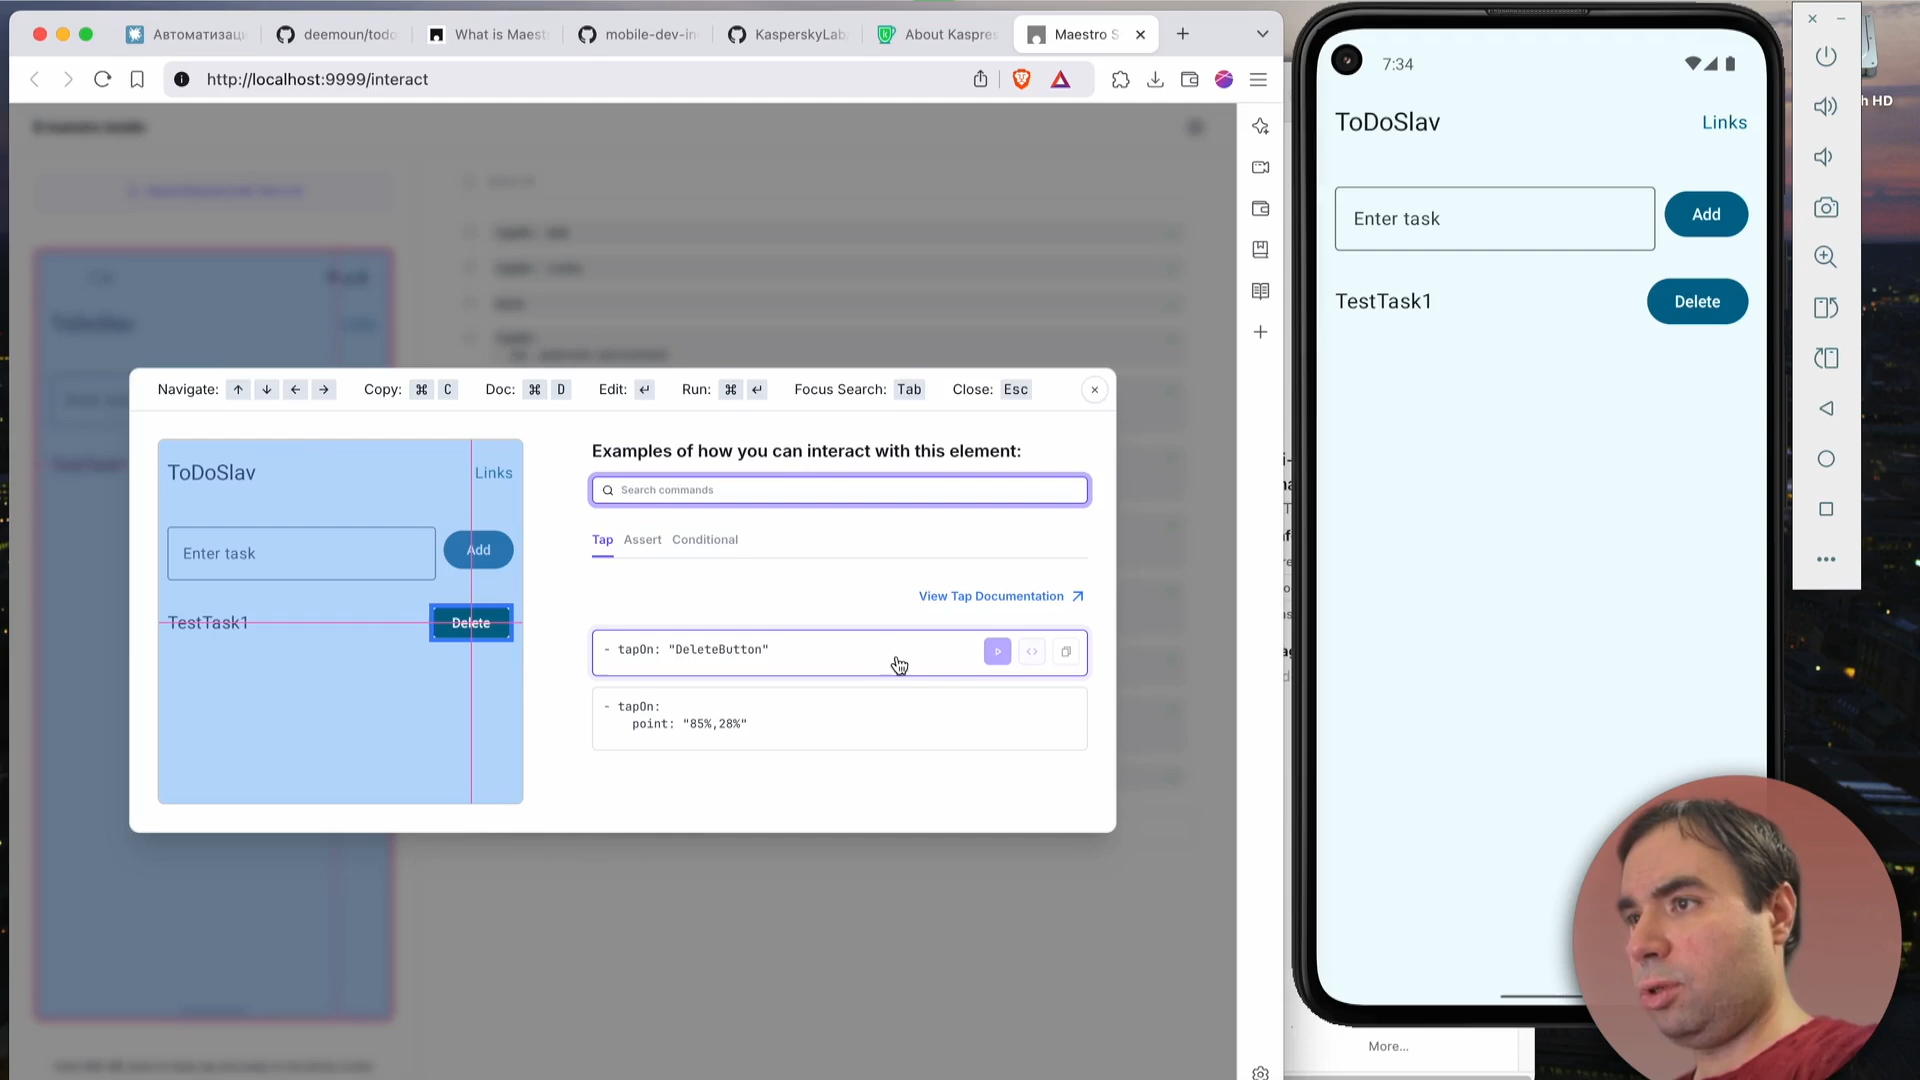 Автоматизаци
deemoun/todo
What is Maest
mobile-dev-in
KasperskyLab
About Kaspres
Maestro S
http://localhost:9999/interact
h HD
Navigate: ↑ ↓ ← →
Copy: ⌘ C
Doc: ⌘ D
Edit: ↵
Run: ⌘ ↵
Focus Search: Tab
Close: Esc
ToDoSlav
Links
Enter task
Add
TestTask1
Delete
Examples of how you can interact with this element:
Search commands
Tap Assert Conditional
View Tap Documentation
- tapOn: "DeleteButton"
- tapOn:
point: "85%,28%"
7:34
ToDoSlav
Links
Enter task
Add
TestTask1
Delete
More...